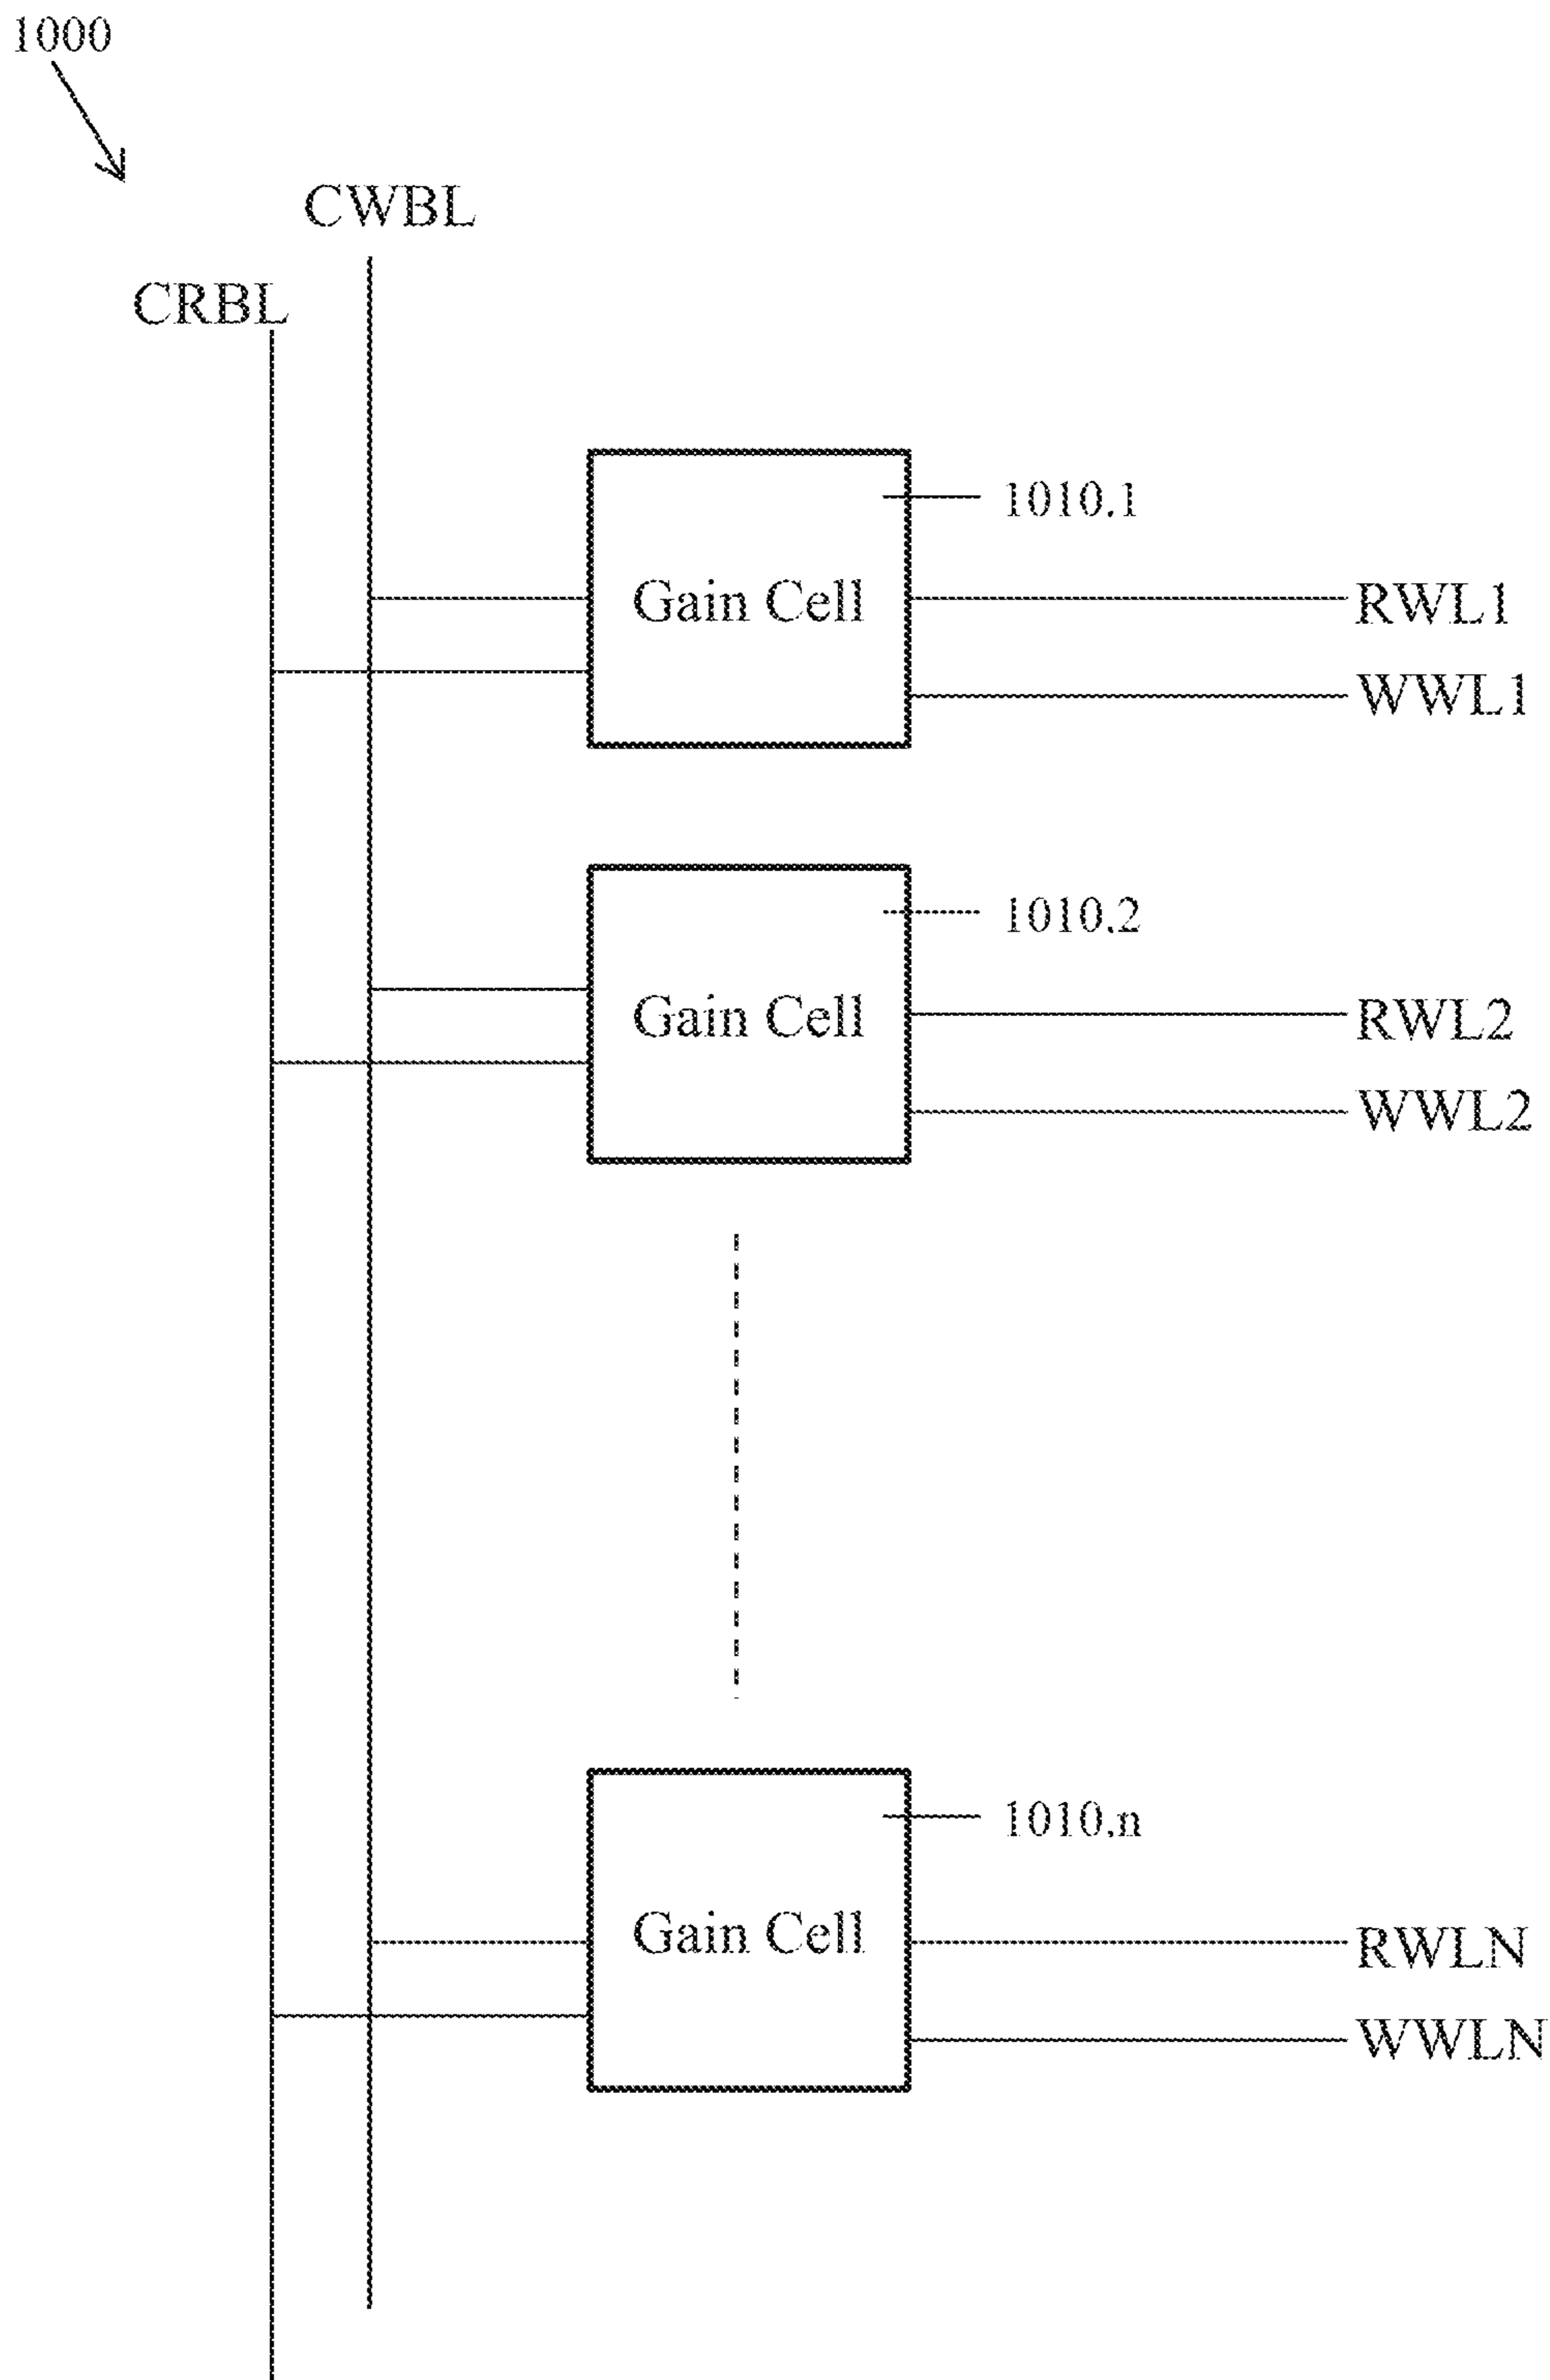 1000
CWBL
CRBL
1010.1
Gain Cell
RWL1
WWL1
1010.2
Gain Cell
RWL2
WWL2
1010.n
Gain Cell
RWLN
WWLN